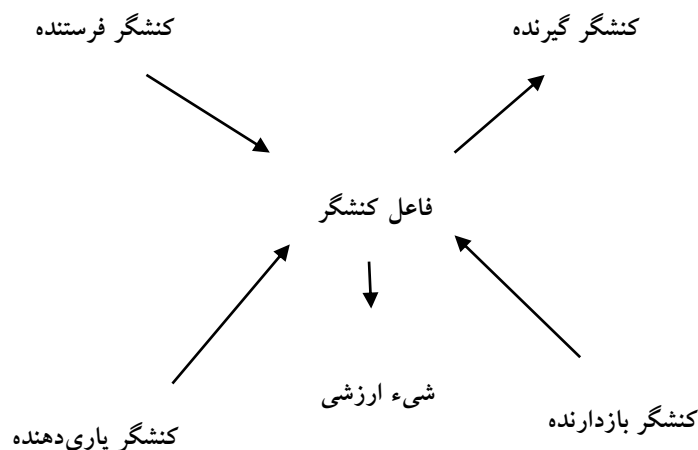 کنشگر گیرنده
کنشگر فرستنده
فاعل کنشگر
شیء ارزشی
کنشگر بازدارنده
کنشگر یاری‌دهنده